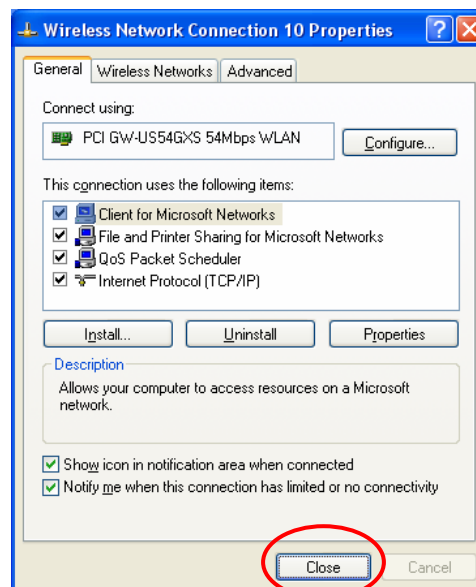 Wireless Network Connection 10 Properties
General Wireless Networks Advanced
Connect using:
PCI GW-US54GXS 54Mbps WLAN Configure...
This connection uses the following items:
Client for Microsoft Networks
File and Printer Sharing for Microsoft Networks
QoS Packet Scheduler
Internet Protocol (TCP/IP)
Install... Uninstall Properties
Description
Allows your computer to access resources on a Microsoft
network.
Show icon in notification area when connected
Notify me when this connection has limited or no connectivity
Close Cancel